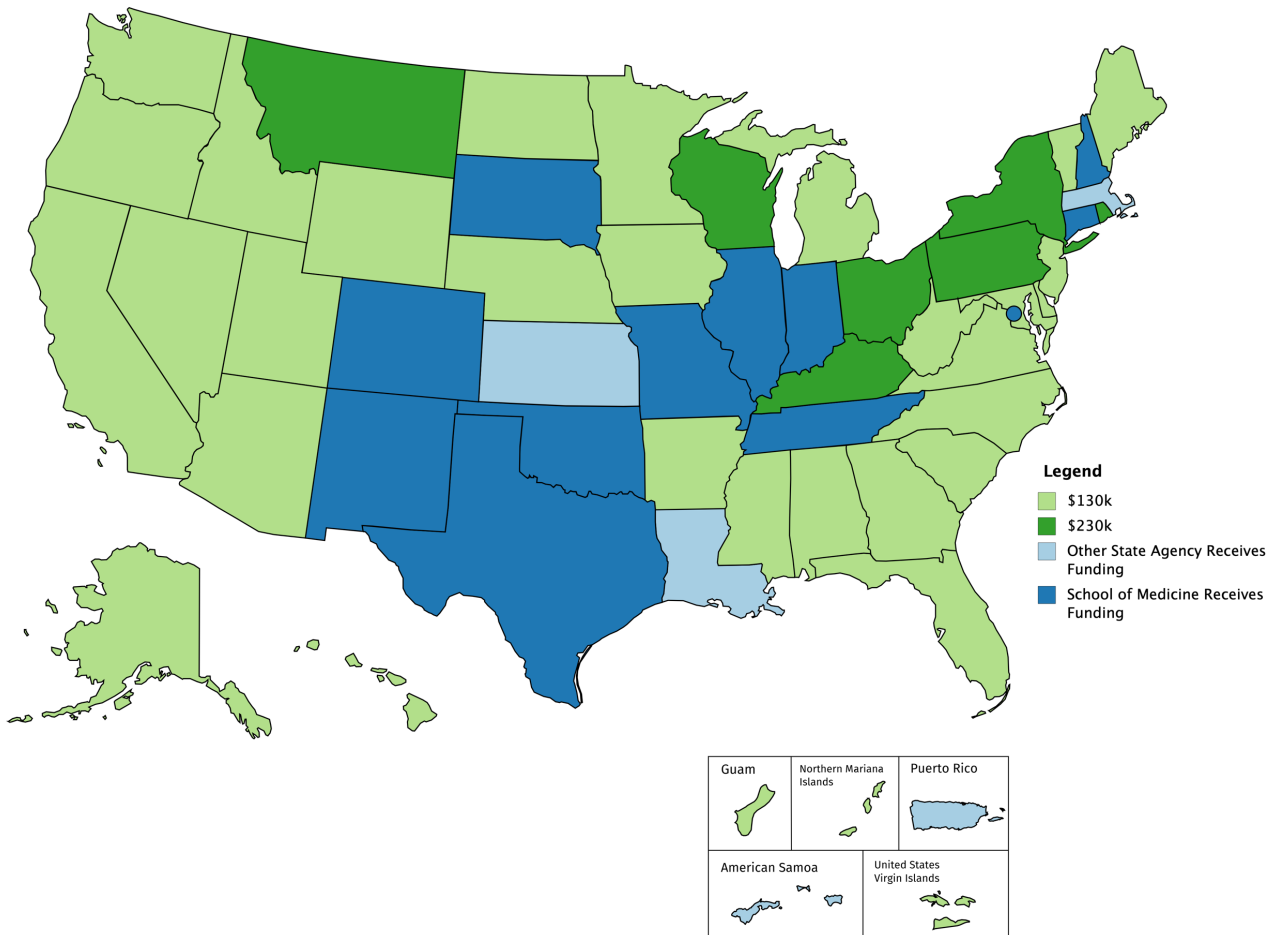 Legend
$130k
$230k
Other State Agency Receives
Funding
School of Medicine Receives
Funding
Guam
Northern Mariana
Islands
Puerto Rico
American Samoa
United States
Virgin Islands